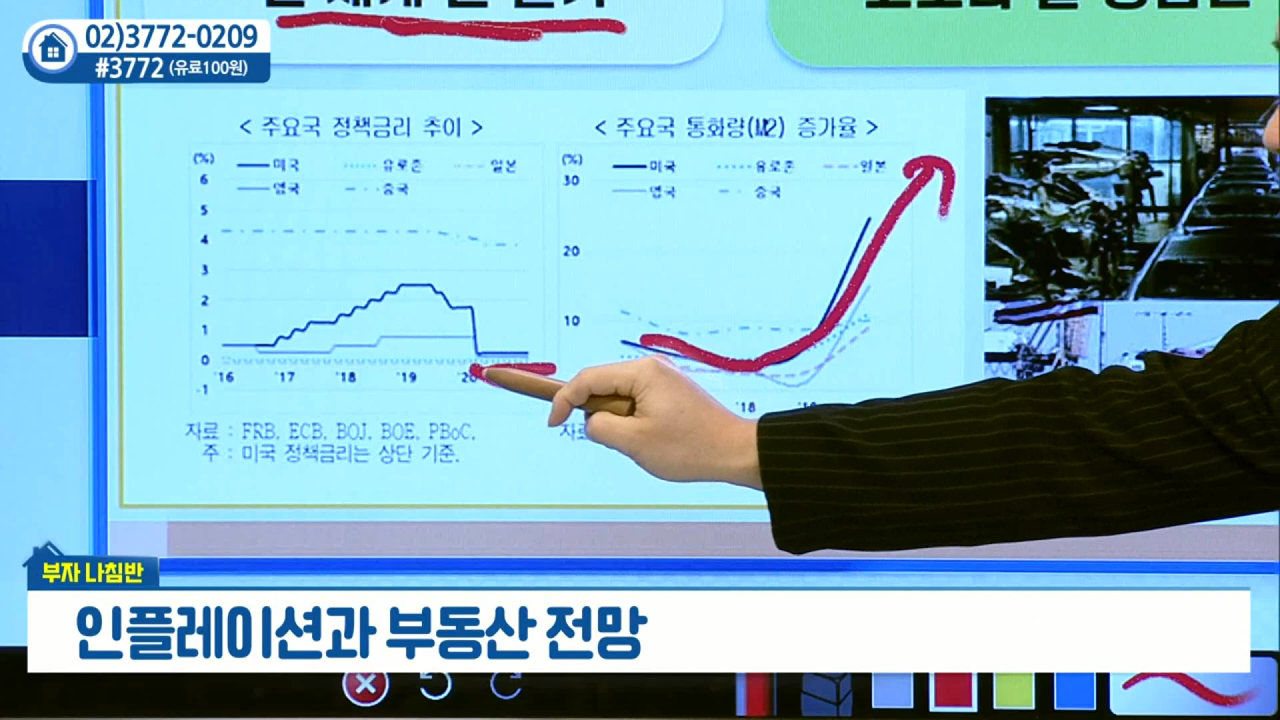 02)3772-0209
#3772 (유료100원)
< 주요국 정책금리 추이 >
(%)
미국 유로존 일본
영국 중국
6
5
4
3
2
1
0
-1
'16 '17 '18 '19 '20
자료 : FRB, ECB, BOJ, BOE, PBoC.
주 : 미국 정책금리는 상단 기준.
< 주요국 통화량(M2) 증가율 >
(%)
미국 유로존 일본
영국 중국
30
20
10
'18 '19
자료
부자 나침반
인플레이션과 부동산 전망